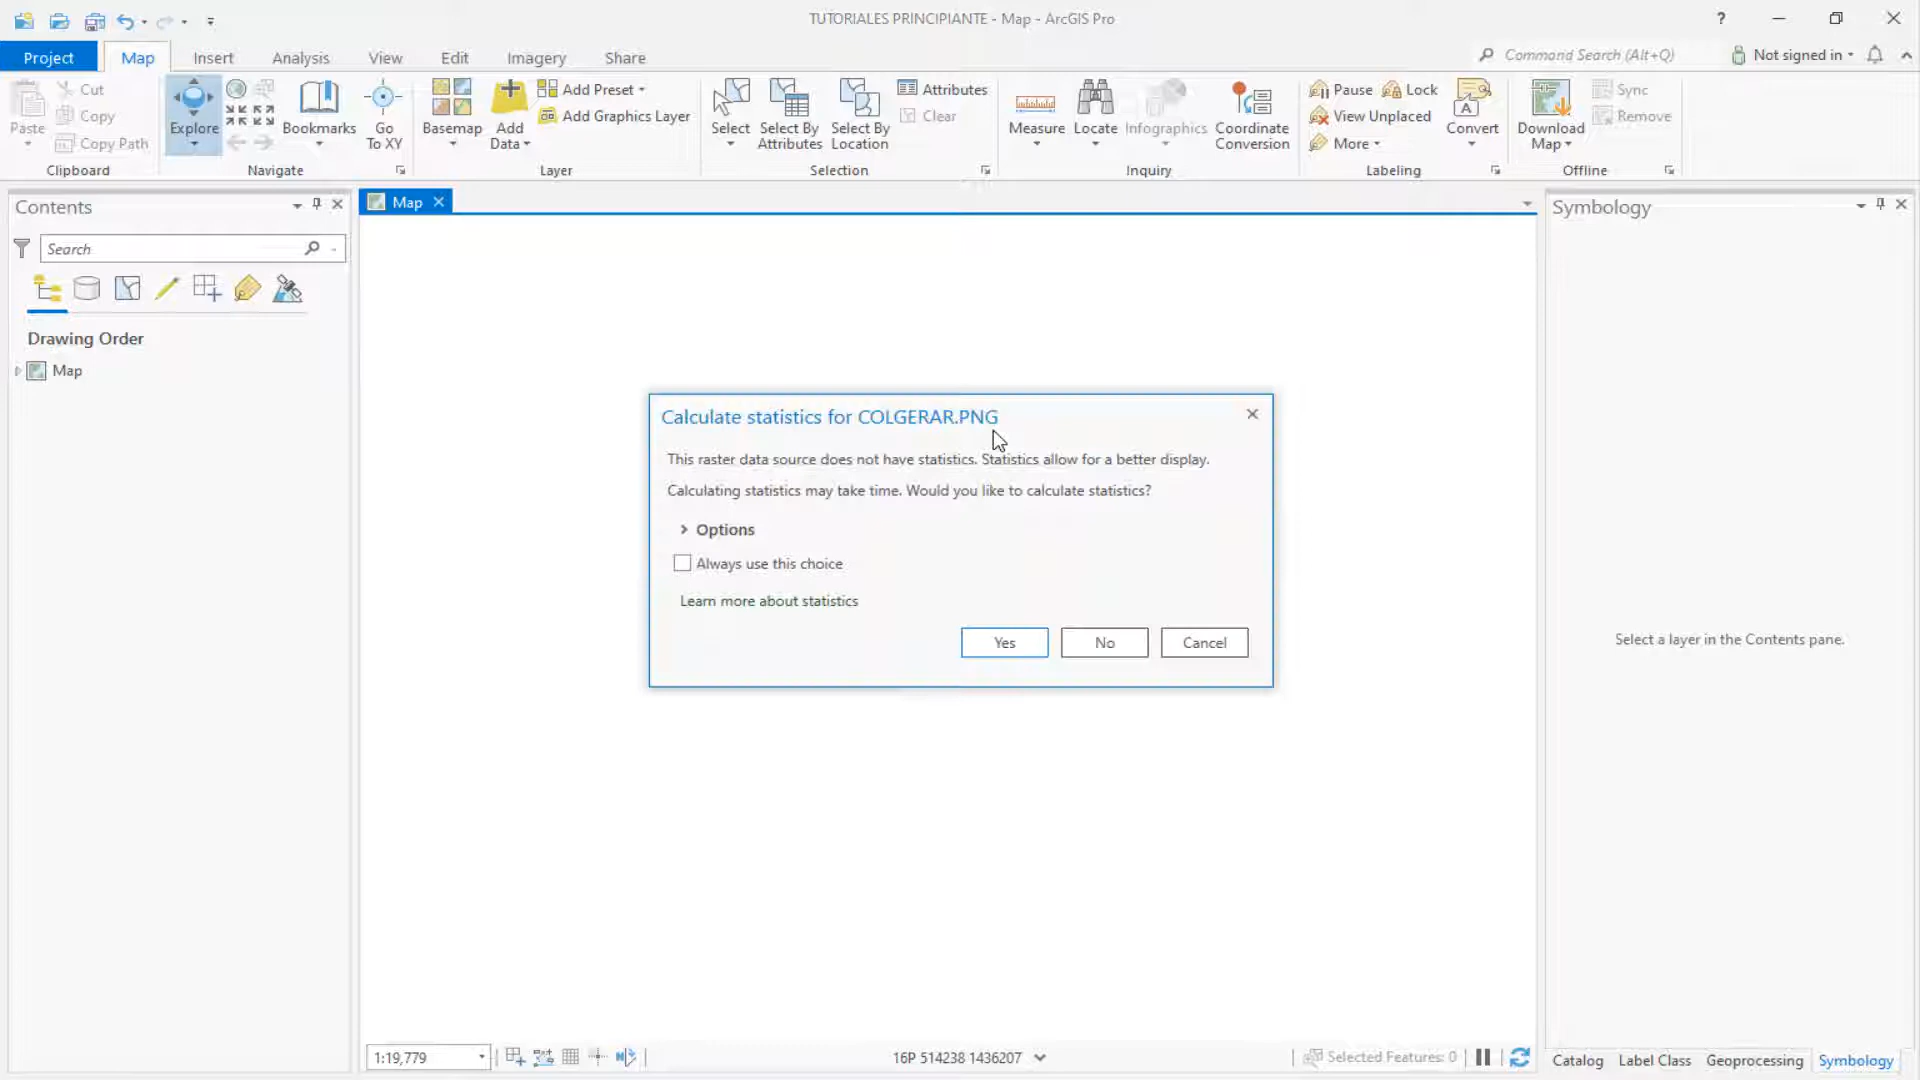 TUTORIALES PRINCIPIANTE - Map - ArcGIS Pro
?
Project
Map
Insert
Analysis
View
Edit
Imagery
Share
Command Search (Alt+Q)
Not signed in
Paste
Cut
Copy
Copy Path
Clipboard
Explore
Bookmarks
Go
To XY
Navigate
Basemap
Add
Data
Add Preset
Add Graphics Layer
Layer
Select
Select By
Attributes
Select By
Location
Attributes
Clear
Selection
Measure
Locate
Infographics
Coordinate
Conversion
Inquiry
Pause
Lock
View Unplaced
More
Convert
Labeling
Download
Map
Sync
Remove
Offline
Contents
Search
Drawing Order
Map
Map
Calculate statistics for COLGERAR.PNG
This raster data source does not have statistics. Statistics allow for a better display.
Calculating statistics may take time. Would you like to calculate statistics?
Options
Always use this choice
Learn more about statistics
Yes
No
Cancel
Symbology
Select a layer in the Contents pane.
1:19,779
16P 514238 1436207
Selected Features: 0
Catalog
Label Class
Geoprocessing
Symbology